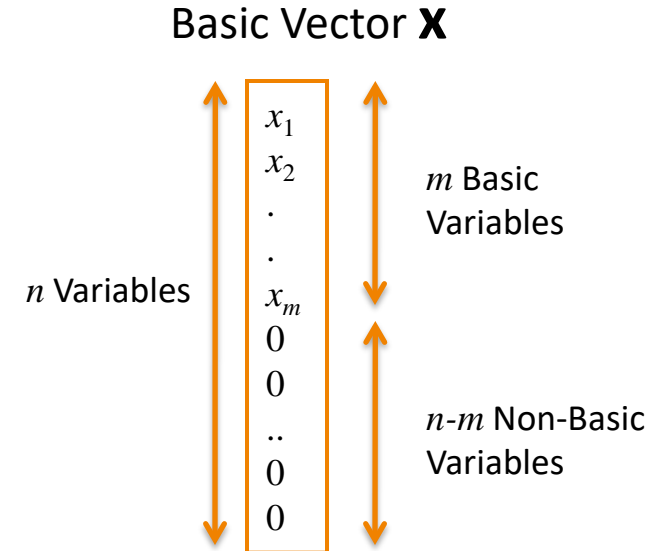 Basic Vector X
x₁
x₂
.
.
xₘ
0
0
..
0
0
n Variables
m Basic
Variables
n-m Non-Basic
Variables